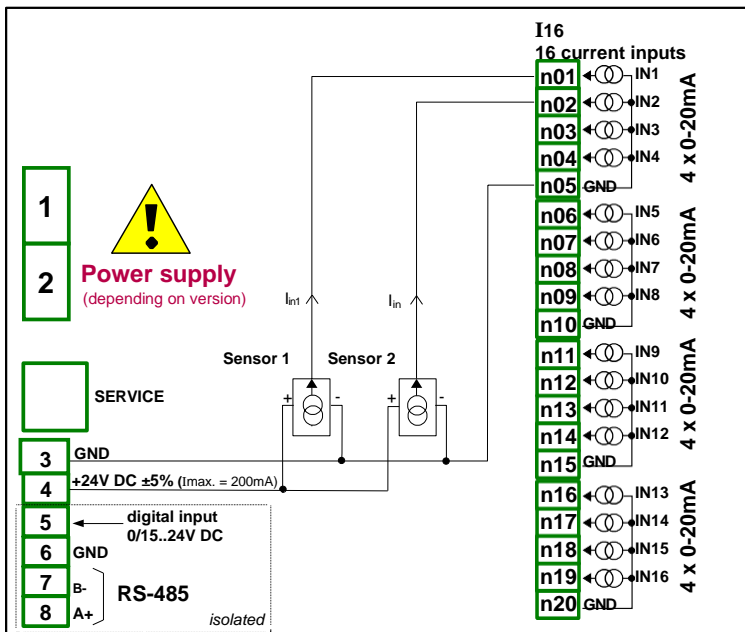 I16
16 current inputs
n01 IN1
n02 IN2
n03 IN3
n04 IN4
n05 GND
4 x 0-20mA
n06 IN5
n07 IN6
n08 IN7
n09 IN8
n10 GND
4 x 0-20mA
n11 IN9
n12 IN10
n13 IN11
n14 IN12
n15 GND
4 x 0-20mA
n16 IN13
n17 IN14
n18 IN15
n19 IN16
n20 GND
4 x 0-20mA
1
2
!
Power supply
(depending on version)
Iin1
Iin
Sensor 1
Sensor 2
+ -
+ -
SERVICE
3 GND
4 +24V DC ±5% (Imax. = 200mA)
5 digital input
0/15..24V DC
6 GND
7 B-
8 A+
RS-485
isolated